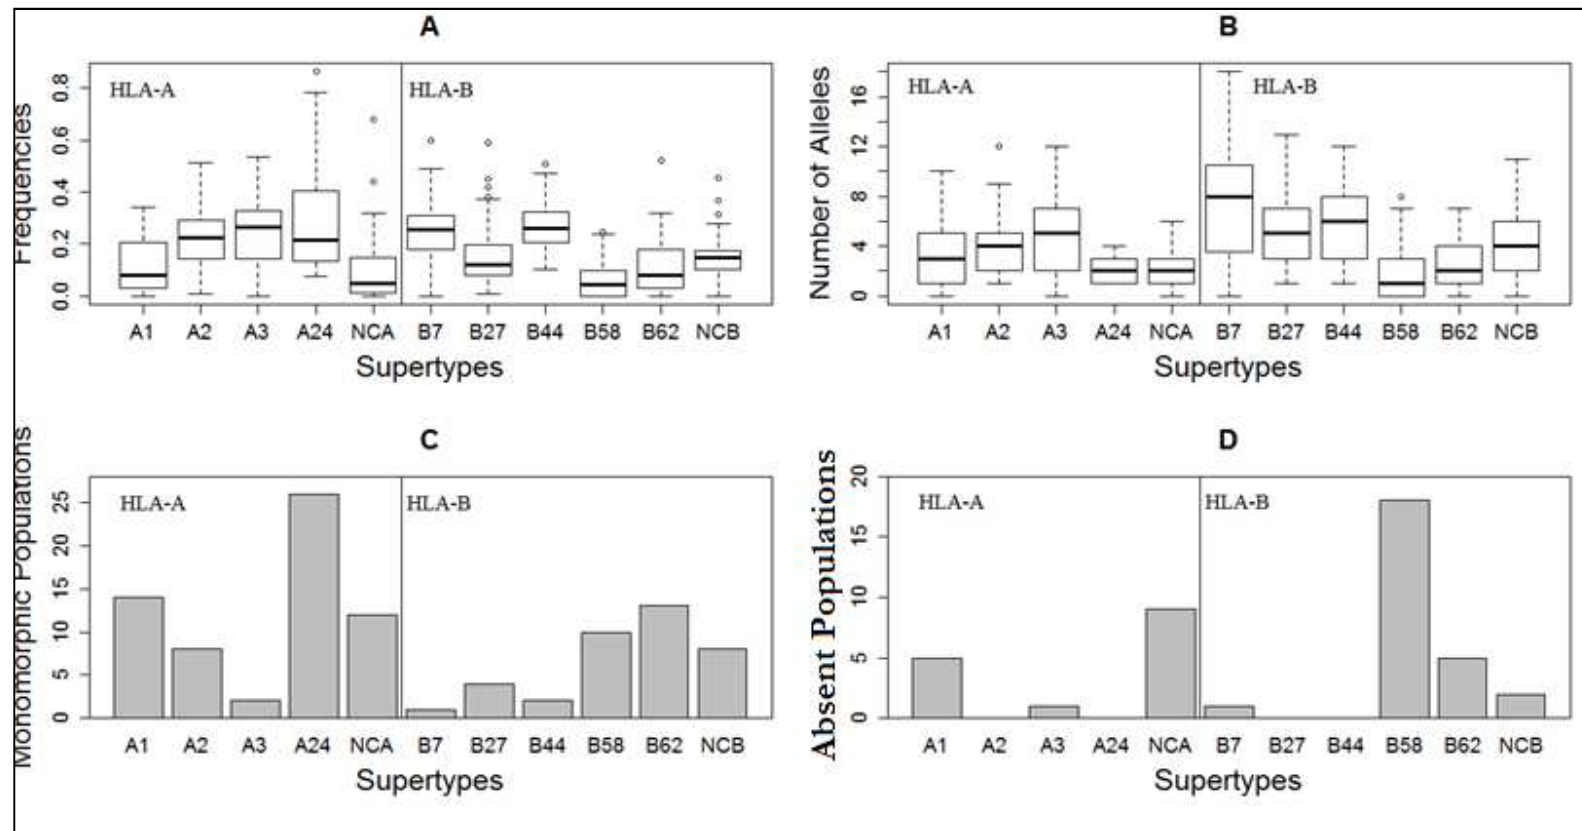 A
Frequencies
0.0 0.2 0.4 0.6 0.8
HLA-A HLA-B
A1 A2 A3 A24 NCA B7 B27 B44 B58 B62 NCB
Supertypes
B
Number of Alleles
0 4 8 12 16
HLA-A HLA-B
A1 A2 A3 A24 NCA B7 B27 B44 B58 B62 NCB
Supertypes
C
Monomorphic Populations
0 5 10 15 20 25
HLA-A HLA-B
A1 A2 A3 A24 NCA B7 B27 B44 B58 B62 NCB
Supertypes
D
Absent Populations
0 5 10 15 20
HLA-A HLA-B
A1 A2 A3 A24 NCA B7 B27 B44 B58 B62 NCB
Supertypes